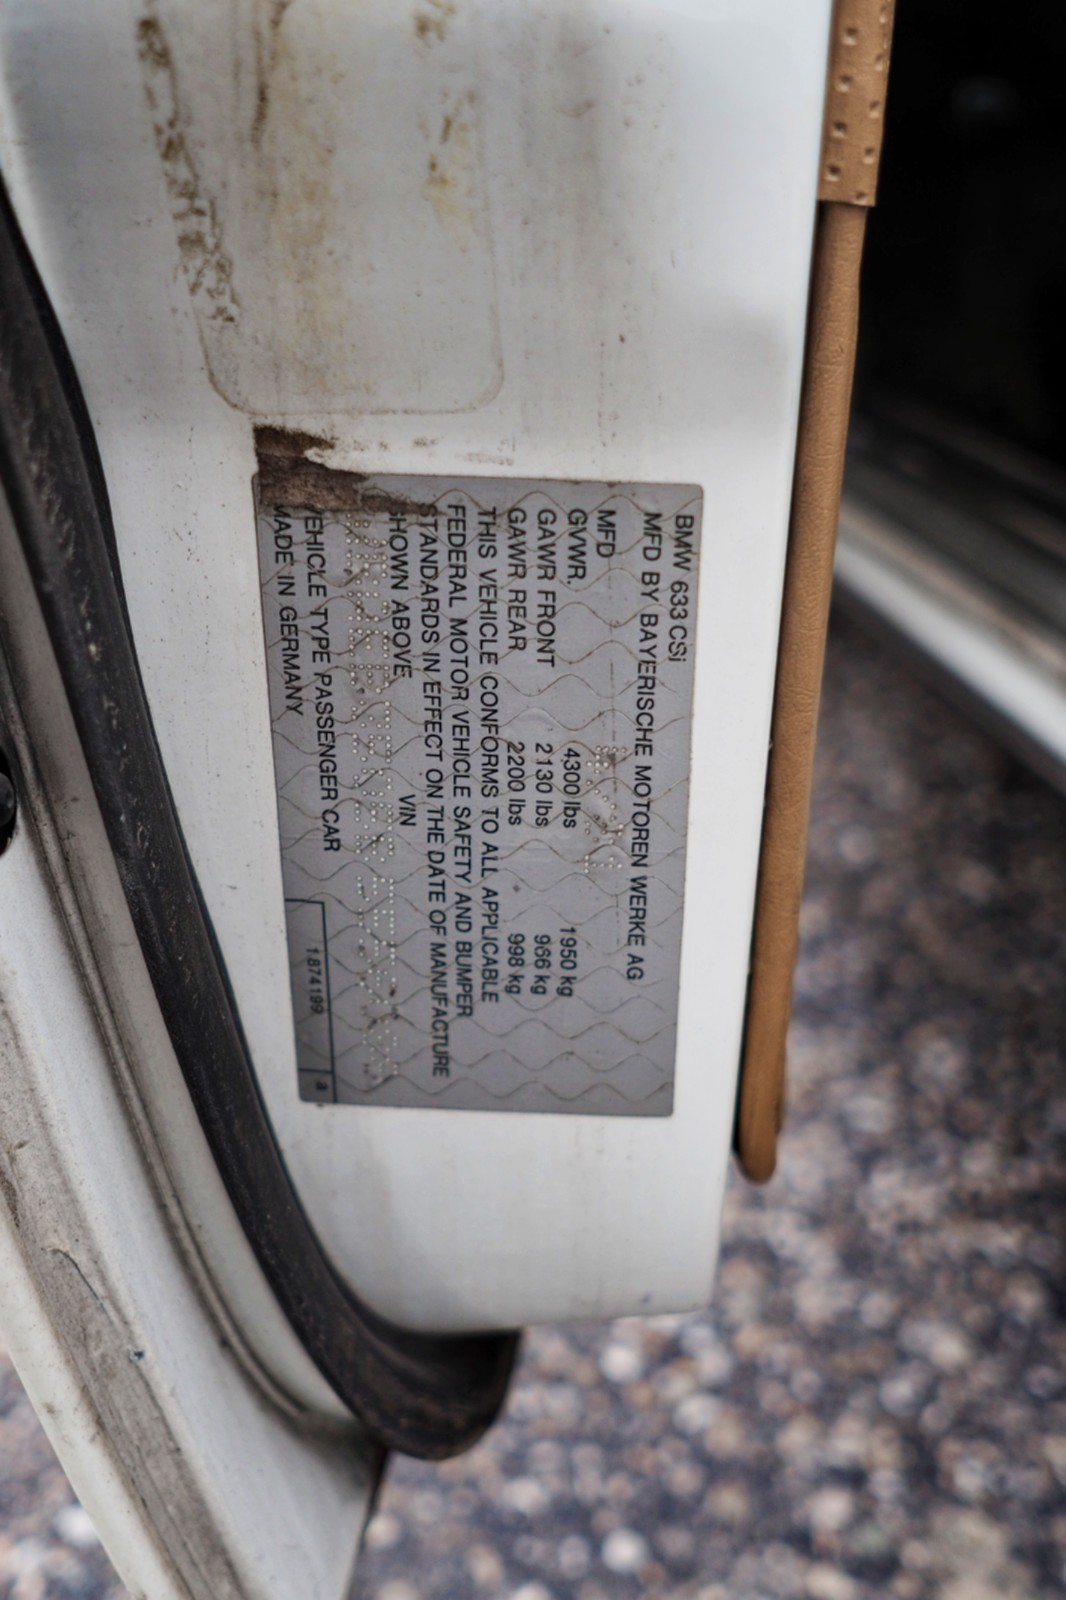 BMW 633 CSi
MFD BY BAYERISCHE MOTOREN WERKE AG
MFD
GVWR. 4300 lbs 1950 kg
GAWR FRONT 2130 lbs 966 kg
GAWR REAR 2200 lbs 998 kg
THIS VEHICLE CONFORMS TO ALL APPLICABLE
FEDERAL MOTOR VEHICLE SAFETY AND BUMPER
STANDARDS IN EFFECT ON THE DATE OF MANUFACTURE
SHOWN ABOVE VIN
VEHICLE TYPE PASSENGER CAR
MADE IN GERMANY 1 874199 a